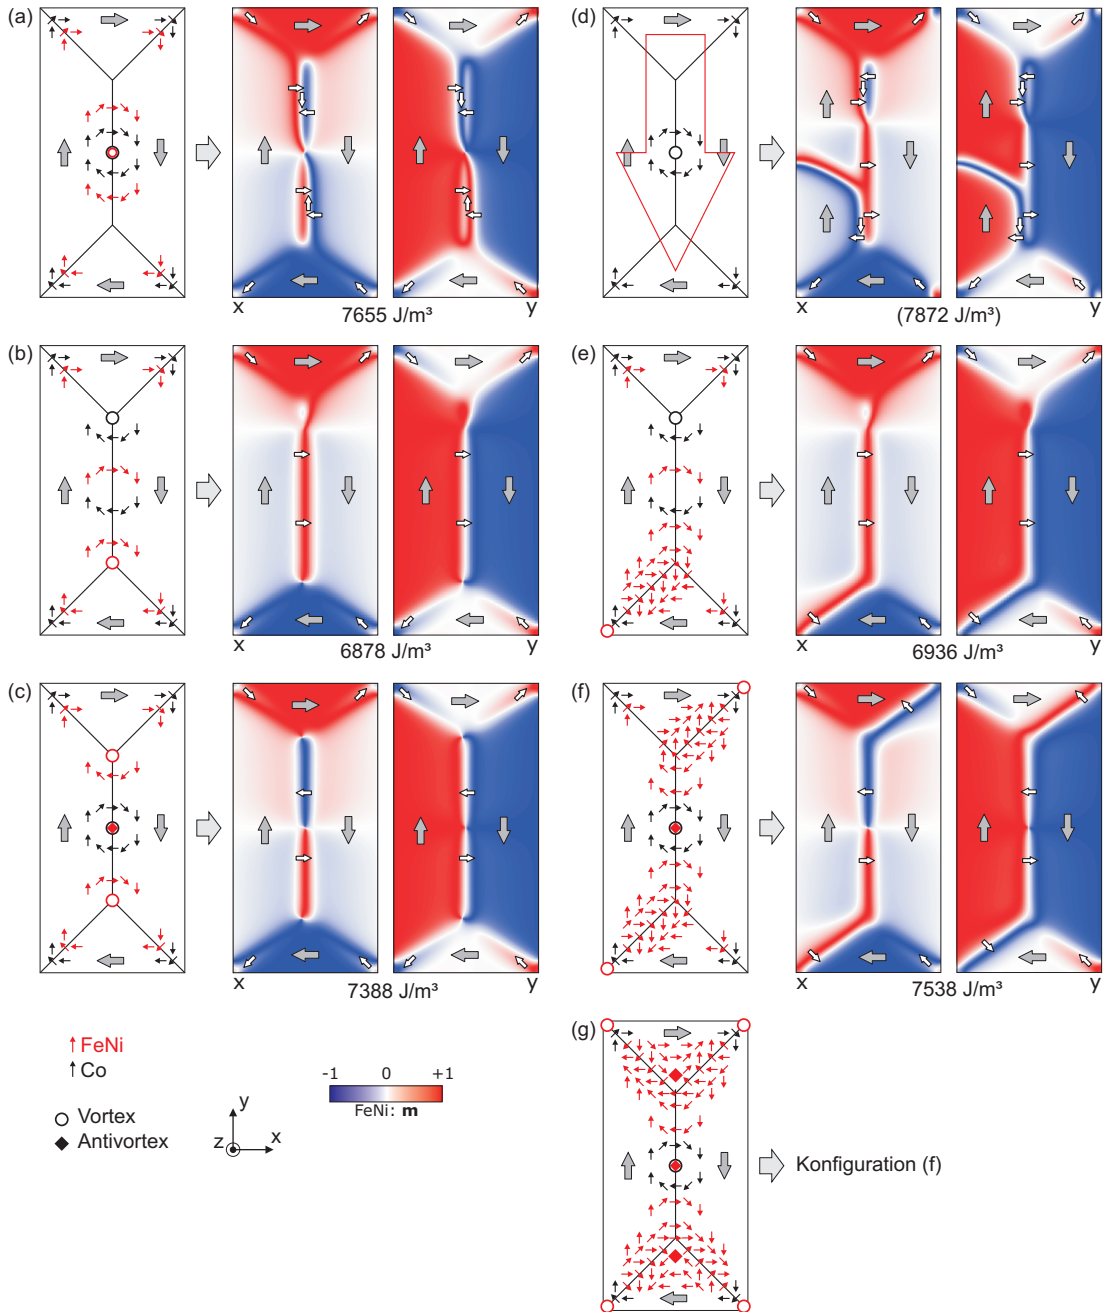 (a)
x
7655 J/m³
y
(d)
x
(7872 J/m³)
y
(b)
x
6878 J/m³
y
(e)
x
6936 J/m³
y
(c)
x
7388 J/m³
y
(f)
x
7538 J/m³
y
(g)
Konfiguration (f)
FeNi
Co
Vortex
Antivortex
y
z
x
-1 0 +1
FeNi: m